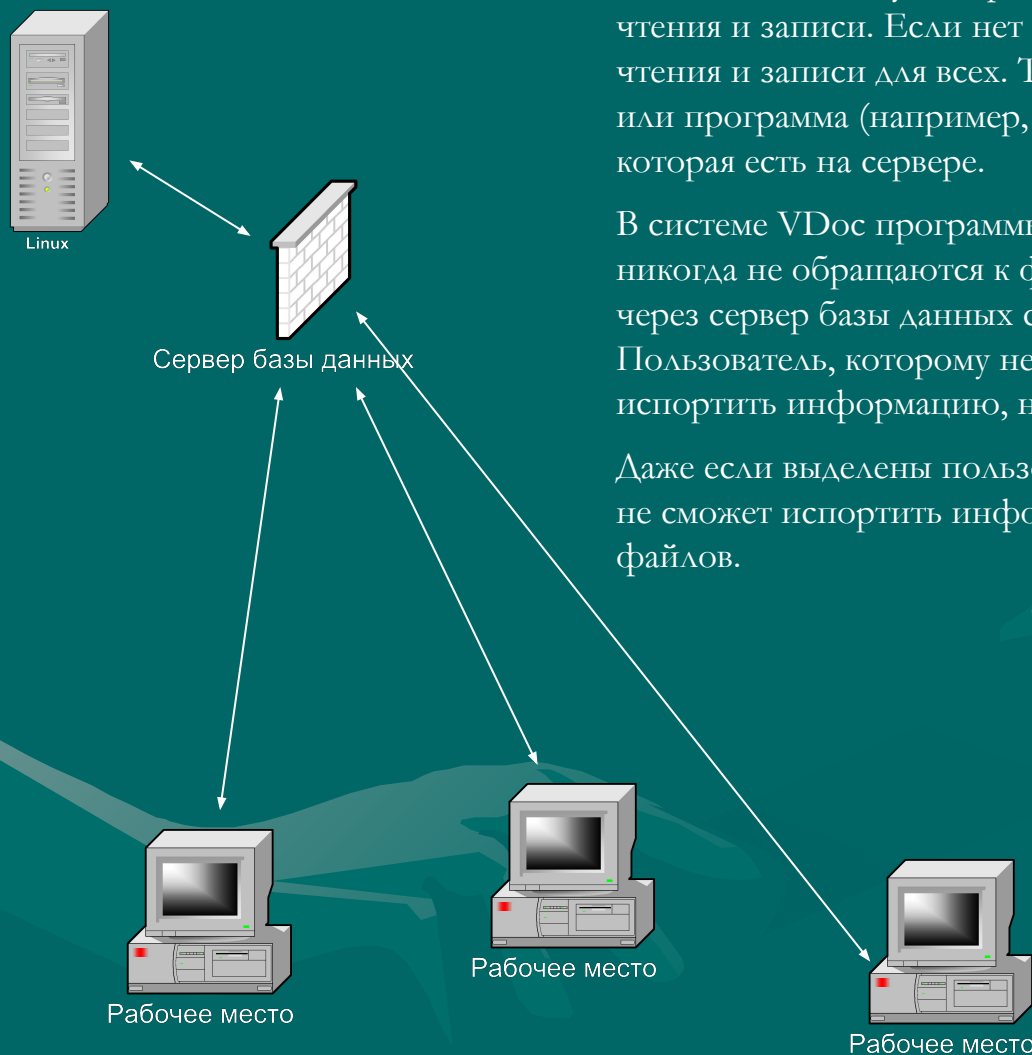 чтения и записи. Если нет
чтения и записи для всех. Т
или программа (например,
которая есть на сервере.
В системе VDoc программ
никогда не обращаются к ф
через сервер базы данных с
Пользователь, которому не
испортить информацию, н
Даже если выделены польз
не сможет испортить инфо
файлов.
Linux
Сервер базы данных
Рабочее место
Рабочее место
Рабочее место